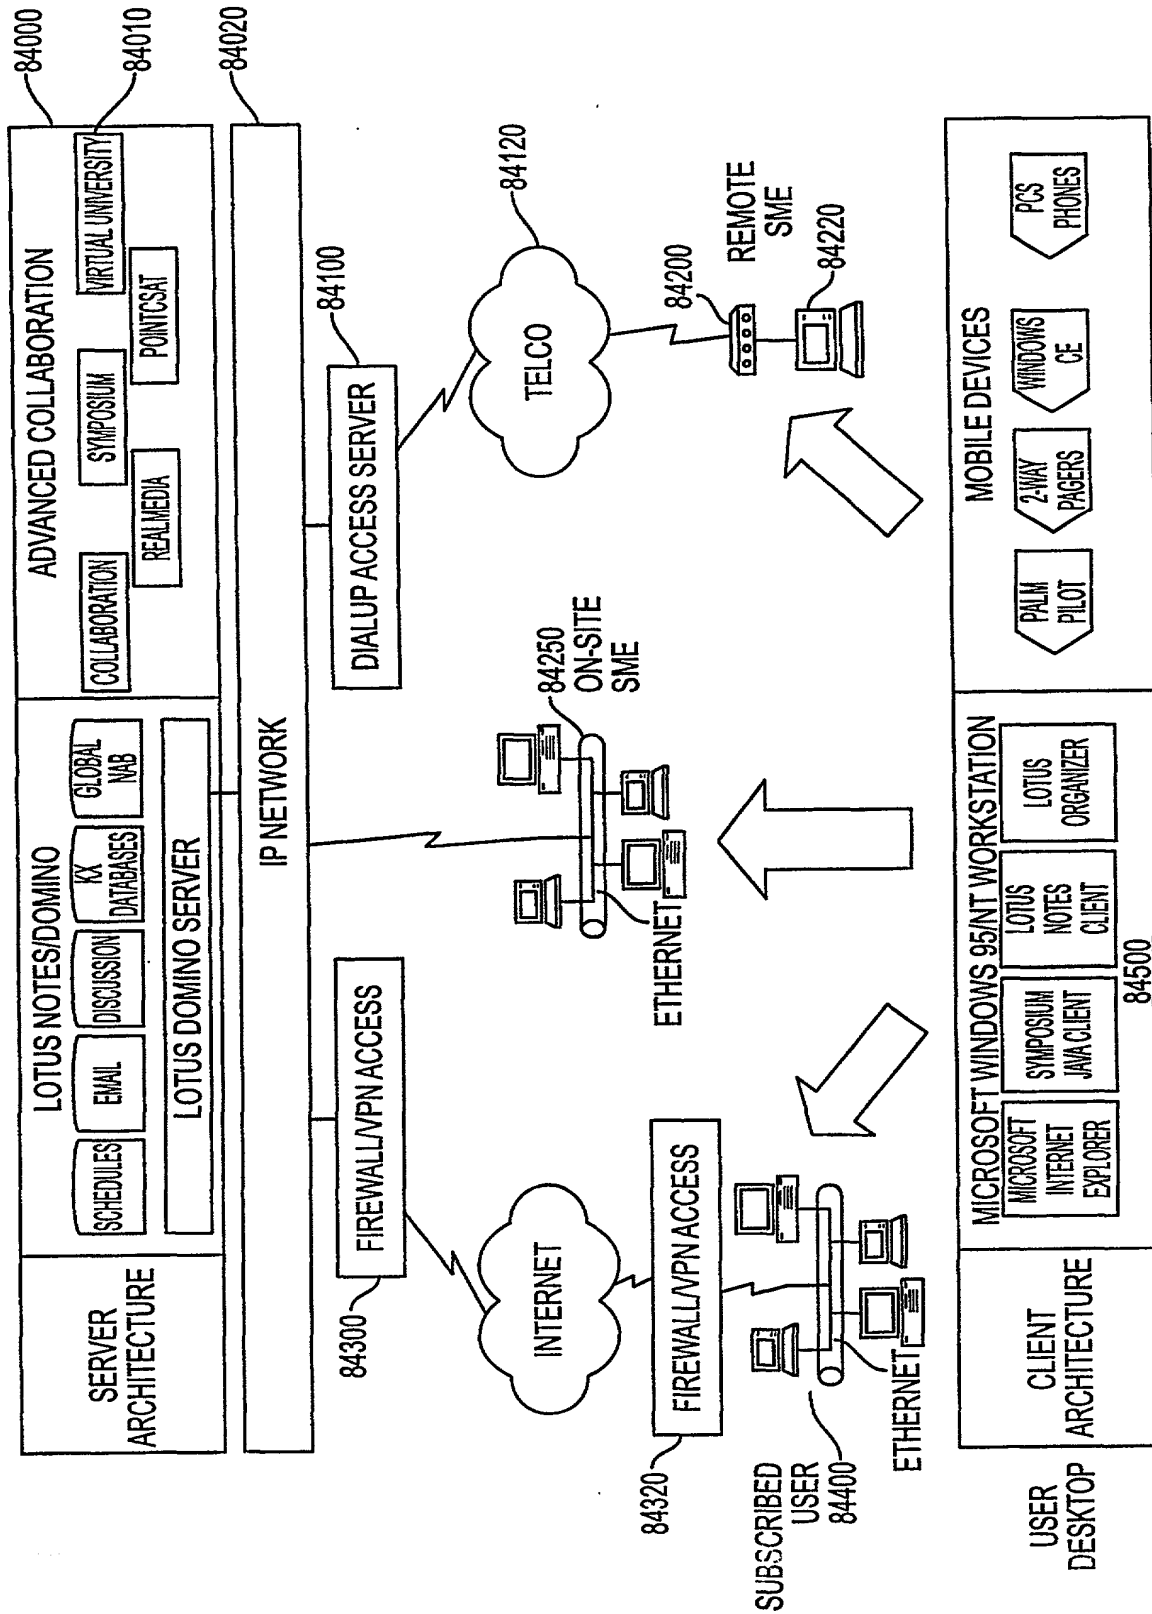 84000
84010
84020
SERVER
ARCHITECTURE
LOTUS NOTES/DOMINO
SCHEDULES
EMAIL
DISCUSSION
KX
DATABASES
GLOBAL
NAB
LOTUS DOMINO SERVER
ADVANCED COLLABORATION
COLLABORATION
SYMPOSIUM
VIRTUAL UNIVERSITY
REALMEDIA
POINTCSAT
IP NETWORK
84300
FIREWALL/VPN ACCESS
DIALUP ACCESS SERVER
84100
INTERNET
TELCO
84120
84250
ON-SITE
SME
ETHERNET
84320
FIREWALL/VPN ACCESS
84200
REMOTE
SME
84220
SUBSCRIBED
USER
84400
ETHERNET
USER
DESKTOP
CLIENT
ARCHITECTURE
MICROSOFT WINDOWS 95/NT WORKSTATION
MICROSOFT
INTERNET
EXPLORER
SYMPOSIUM
JAVA CLIENT
LOTUS
NOTES
CLIENT
LOTUS
ORGANIZER
84500
MOBILE DEVICES
PALM
PILOT
2-WAY
PAGERS
WINDOWS
CE
PCS
PHONES